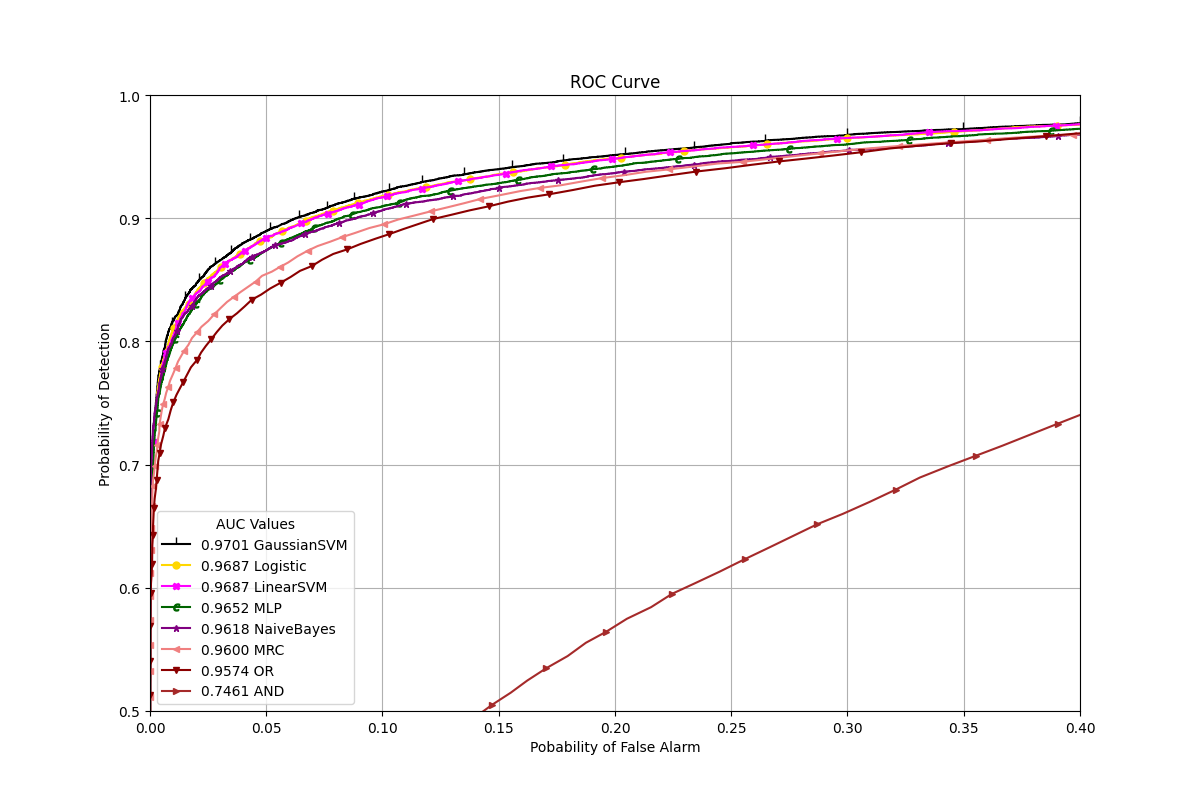 ROC Curve
1.0
0.9
0.8
0.7
0.6
0.5
Probability of Detection
AUC Values
0.9701 GaussianSVM
0.9687 Logistic
0.9687 LinearSVM
0.9652 MLP
0.9618 NaiveBayes
0.9600 MRC
0.9574 OR
0.7461 AND
0.00 0.05 0.10 0.15 0.20 0.25 0.30 0.35 0.40
Pobability of False Alarm